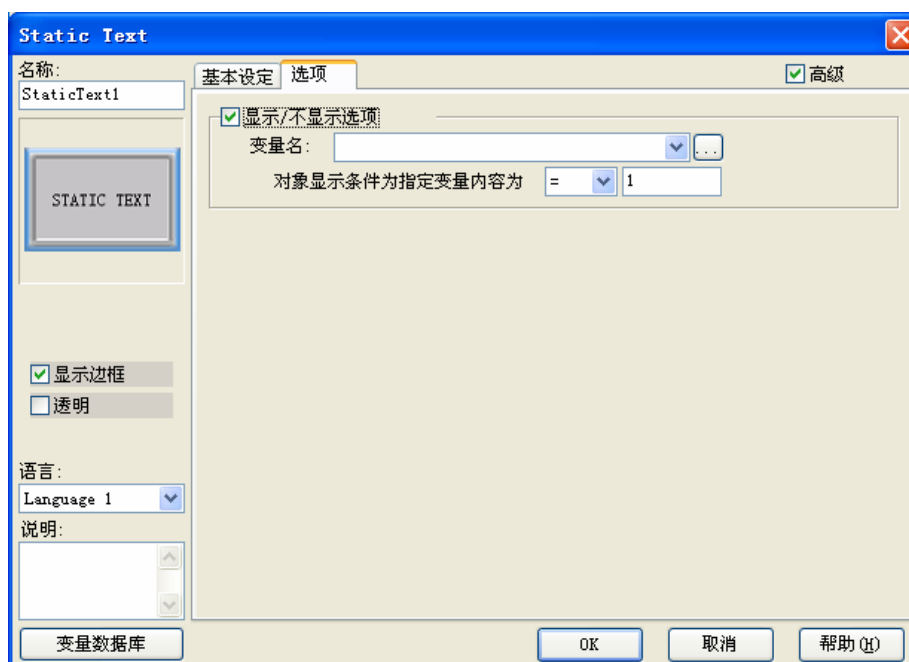 Static Text
名称:
StaticText1
基本设定 选项
高级
显示/不显示选项
变量名:
...
对象显示条件为指定变量内容为 = 1
STATIC TEXT
显示边框
透明
语言:
Language 1
说明:
变量数据库
OK 取消 帮助(H)